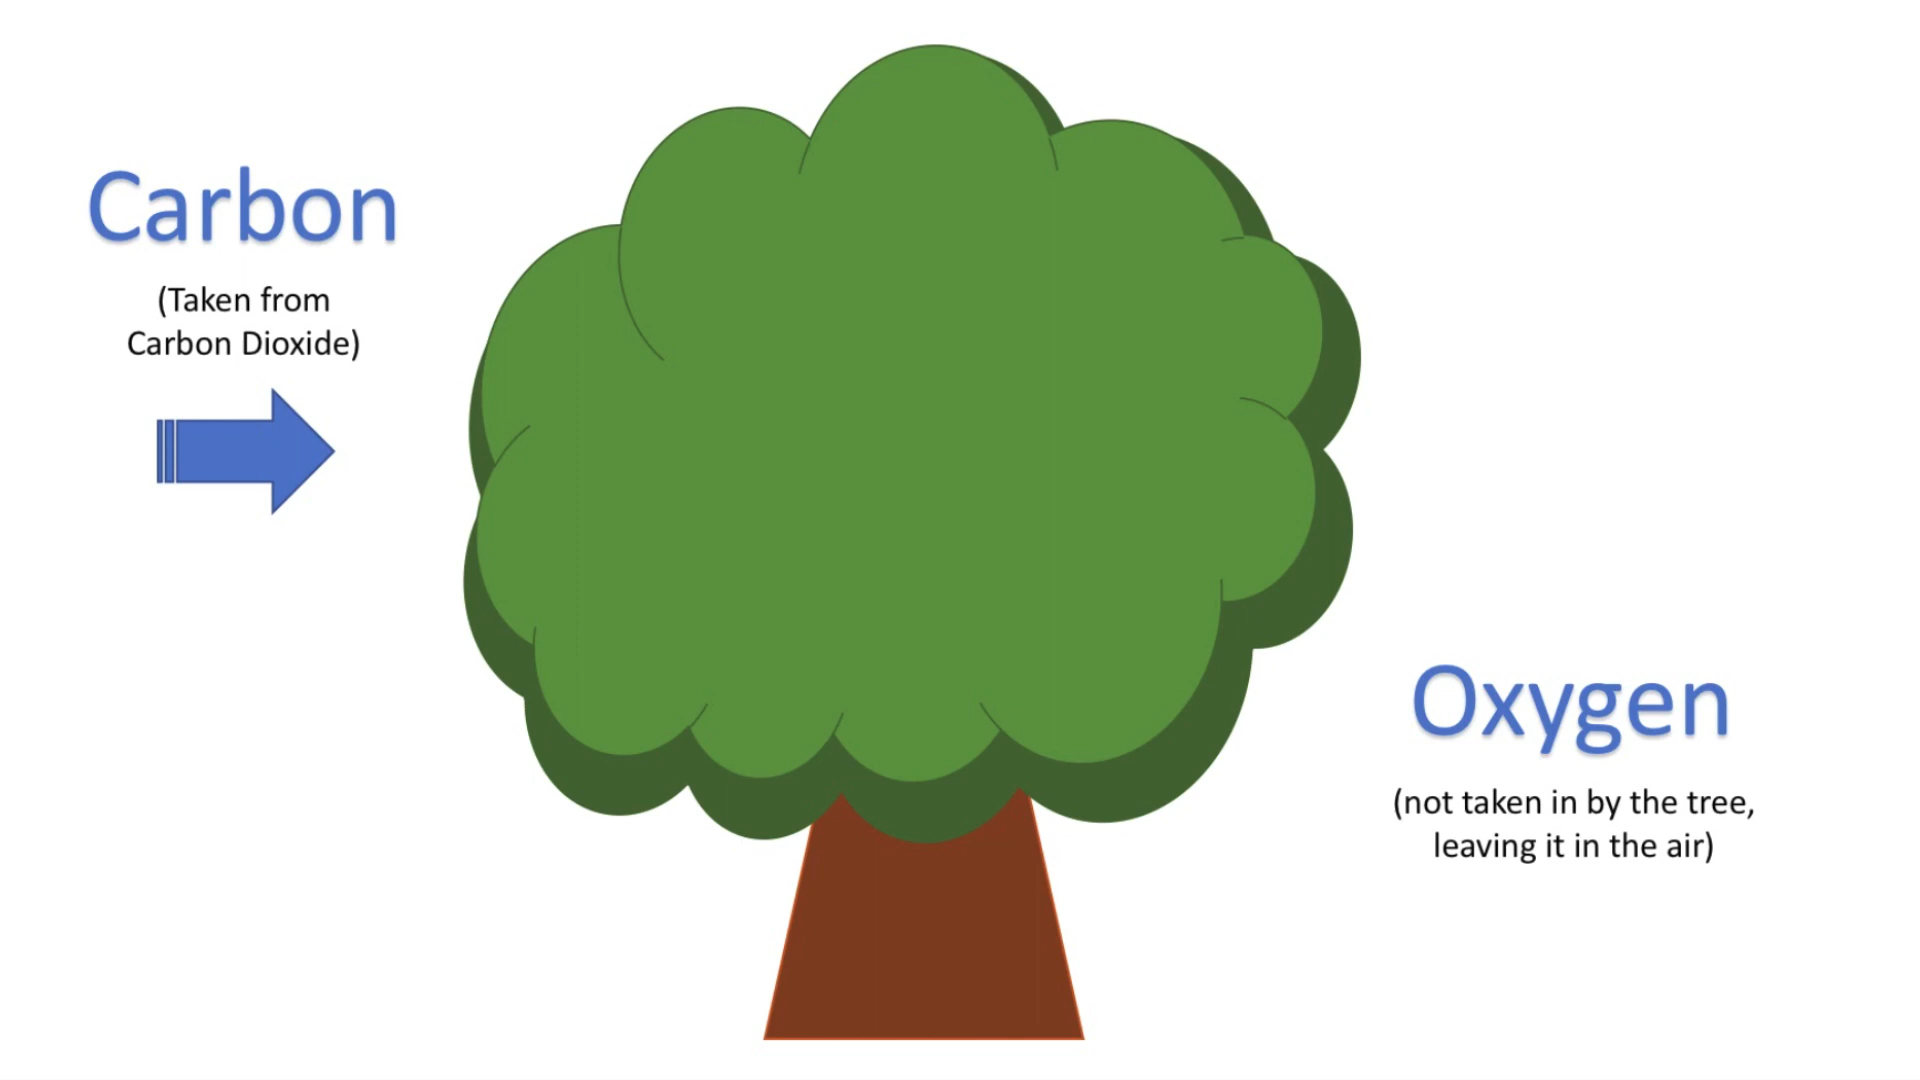 Carbon
(Taken from
Carbon Dioxide)
Oxygen
(not taken in by the tree,
leaving it in the air)